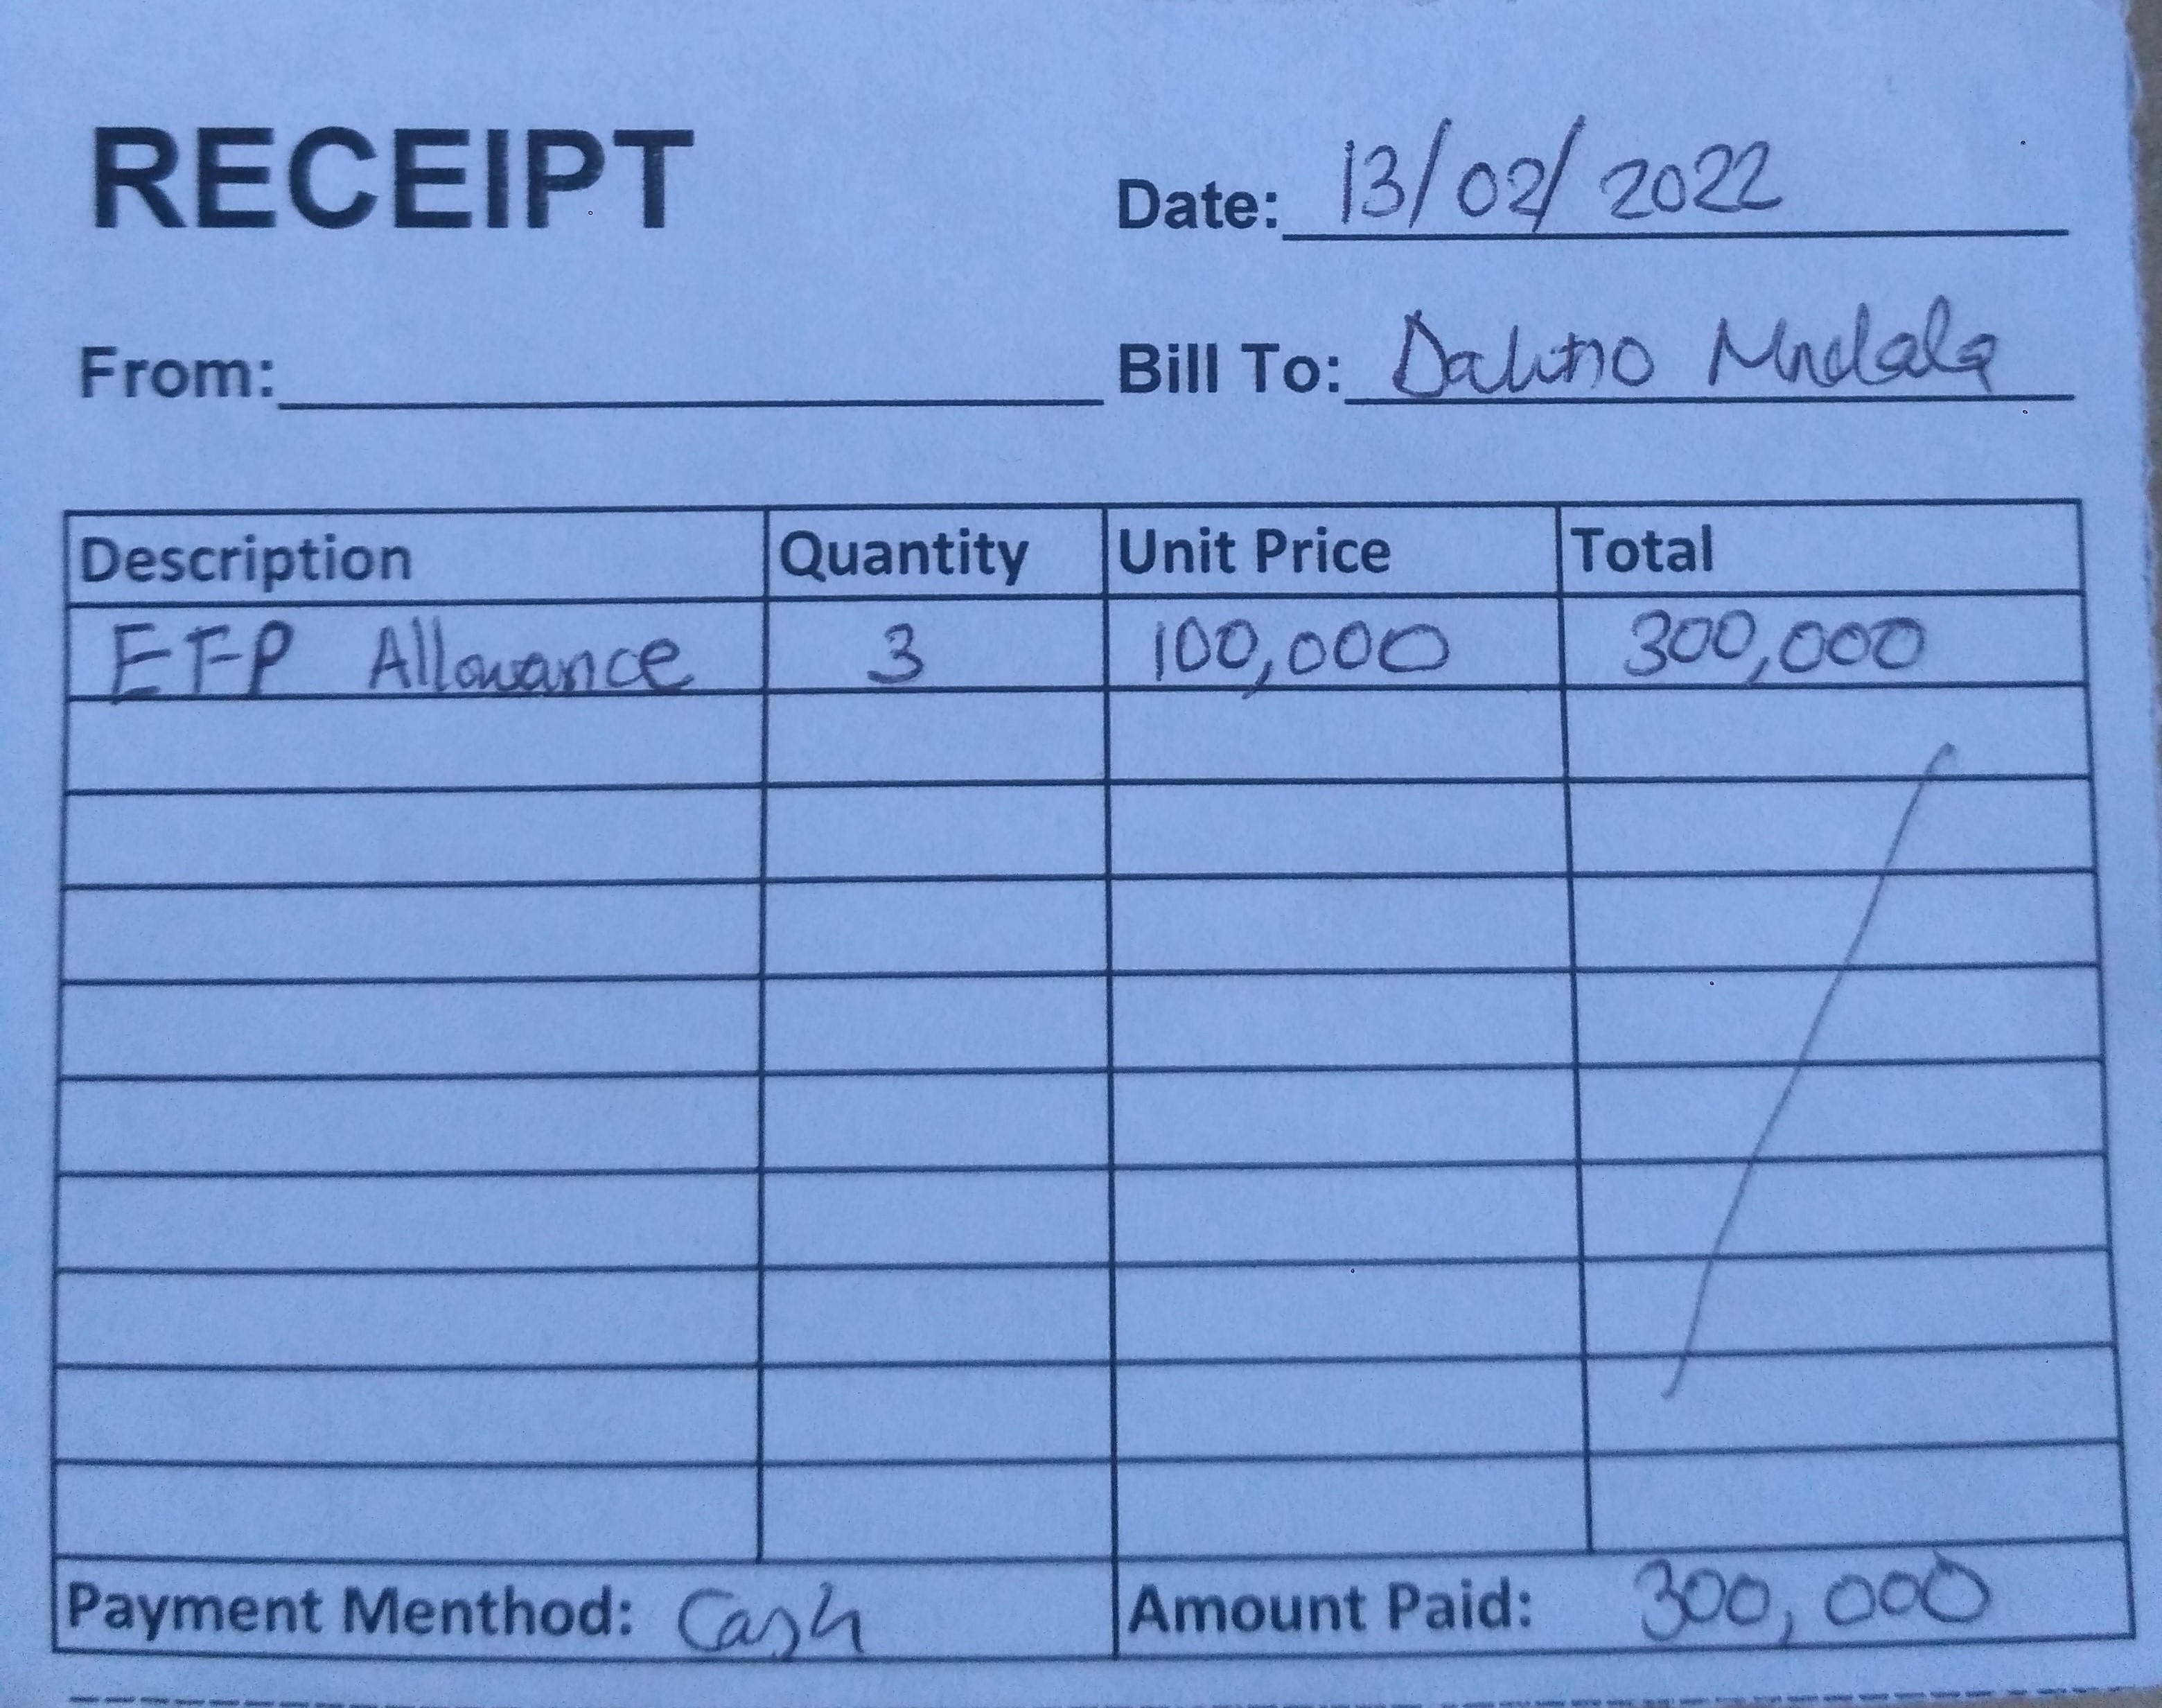 RECEIPT
Date: 13/02/2022
From:
Bill To: Mndala
Description Quantity Unit Price Total
EFP Allowance 3 100,000 300,000
Payment Menthod: Cash Amount Paid: 300,000